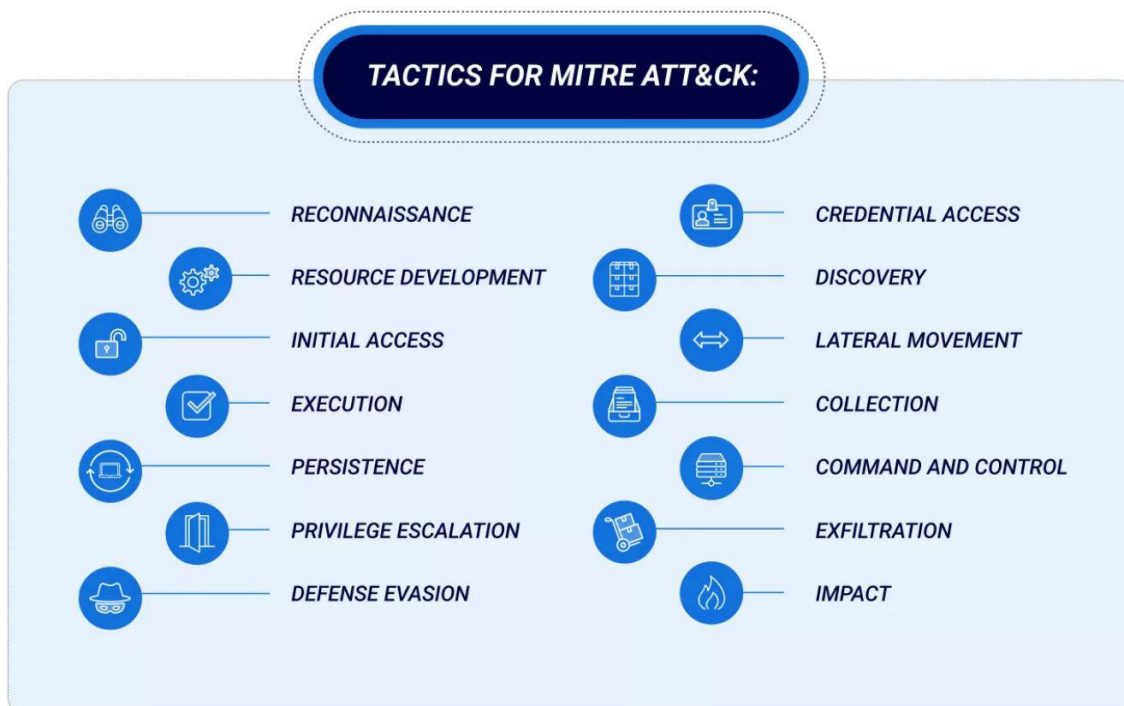 TACTICS FOR MITRE ATT&CK:
RECONNAISSANCE
RESOURCE DEVELOPMENT
INITIAL ACCESS
EXECUTION
PERSISTENCE
PRIVILEGE ESCALATION
DEFENSE EVASION
CREDENTIAL ACCESS
DISCOVERY
LATERAL MOVEMENT
COLLECTION
COMMAND AND CONTROL
EXFILTRATION
IMPACT